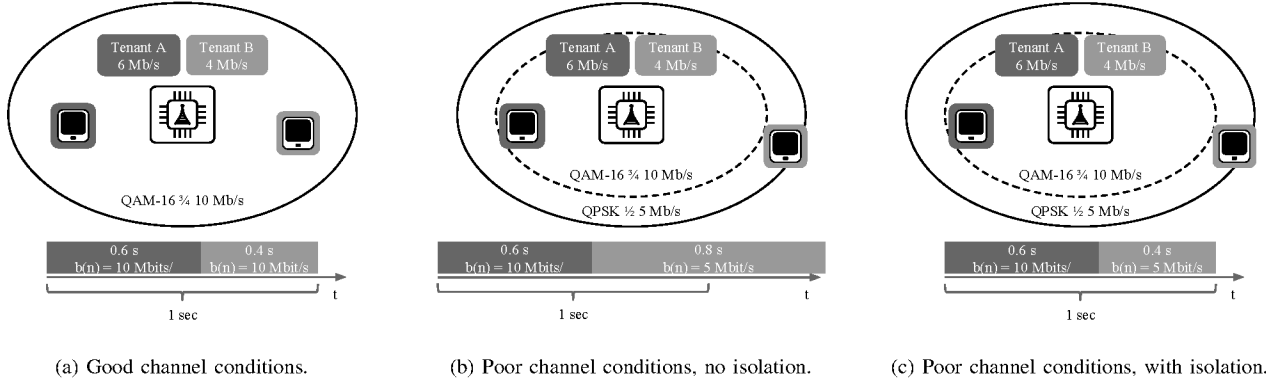 Tenant A
6 Mb/s
Tenant B
4 Mb/s
QAM-16 ¾ 10 Mb/s
0.6 s
b(n) = 10 Mbits/
0.4 s
b(n) = 10 Mbit/s
t
1 sec
(a) Good channel conditions.
Tenant A
6 Mb/s
Tenant B
4 Mb/s
QAM-16 ¾ 10 Mb/s
QPSK ½ 5 Mb/s
0.6 s
b(n) = 10 Mbits/
0.8 s
b(n) = 5 Mbit/s
t
1 sec
(b) Poor channel conditions, no isolation.
Tenant A
6 Mb/s
Tenant B
4 Mb/s
QAM-16 ¾ 10 Mb/s
QPSK ½ 5 Mb/s
0.6 s
b(n) = 10 Mbits/
0.4 s
b(n) = 5 Mbit/s
t
1 sec
(c) Poor channel conditions, with isolation.